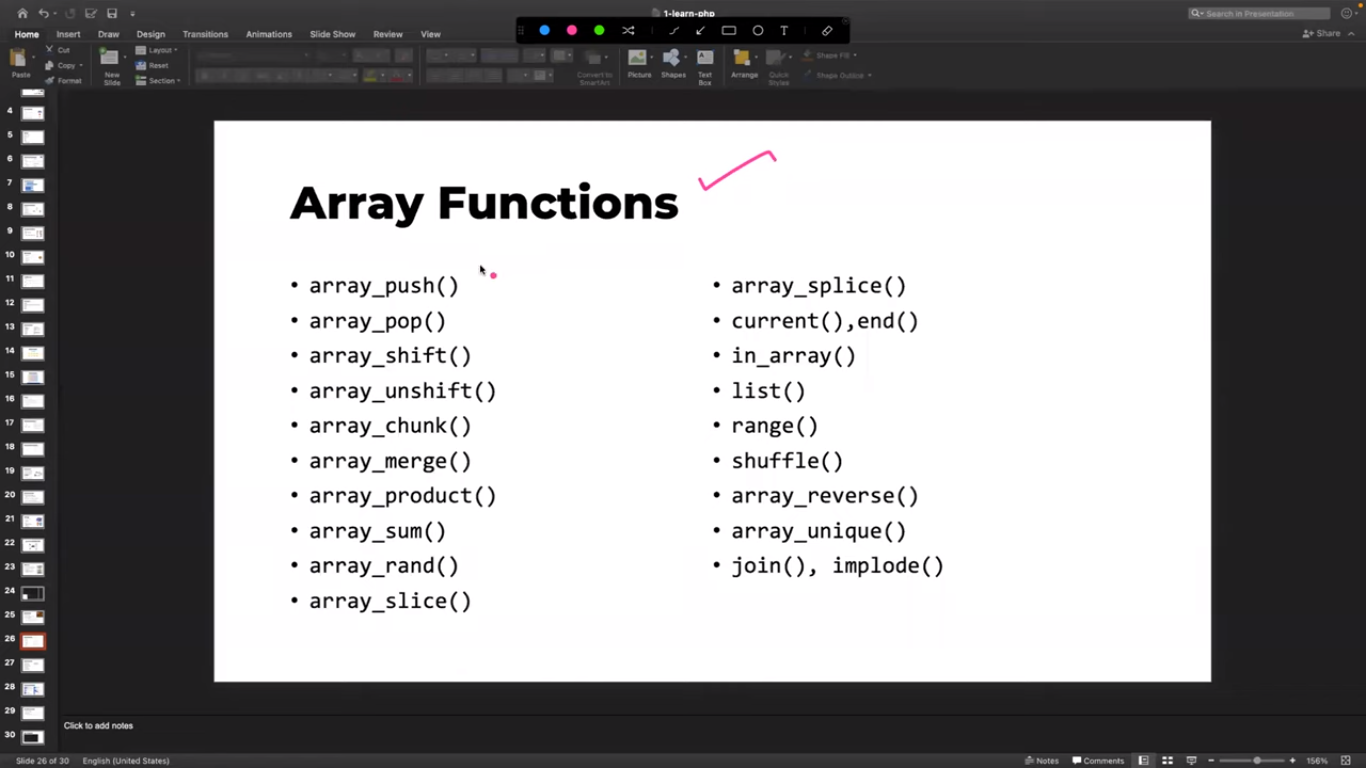 1-learn-php
Search in Presentation
Home Insert Draw Design Transitions Animations Slide Show Review View
T
Share
Paste
Cut
Copy
Format
New Slide
Layout
Reset
Section
Convert to SmartArt
Picture
Shapes
Text Box
Arrange
Quick Styles
Shape Fill
Shape Outline
4
5
6
7
8
9
10
11
12
13
14
15
16
17
18
19
20
21
22
23
24
25
26
27
28
29
30
Array Functions
• array_push()
• array_pop()
• array_shift()
• array_unshift()
• array_chunk()
• array_merge()
• array_product()
• array_sum()
• array_rand()
• array_slice()
• array_splice()
• current(),end()
• in_array()
• list()
• range()
• shuffle()
• array_reverse()
• array_unique()
• join(), implode()
Click to add notes
Slide 26 of 30 English (United States)
Notes Comments 156%